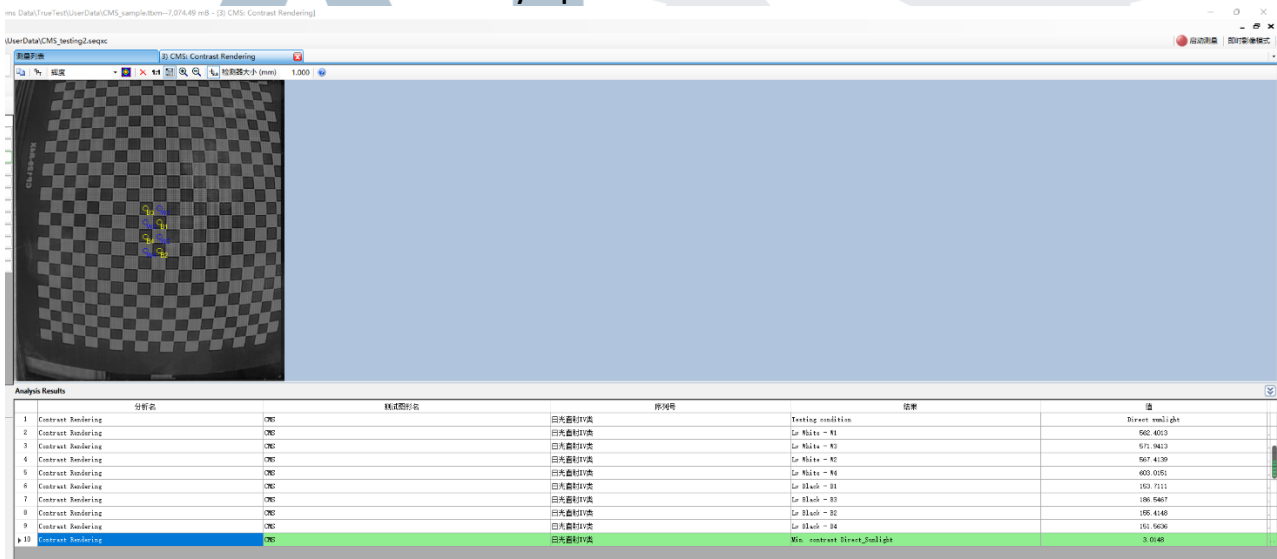 ems Data\TrueTest\UserData\CMS_sample.ttxm--7,074.49 mB - [3) CMS: Contrast Rendering]
\UserData\CMS_testing2.seqxc
启动测量 即时影像模式
测量列表 3) CMS: Contrast Rendering
辉度 1:1 检测器大小 (mm) 1.000
Analysis Results
分析名 测试图形名 序列号 结果 值
1 Contrast Rendering CMS 日光直射IV类 Testing condition Direct sunlight
2 Contrast Rendering CMS 日光直射IV类 Lv White - W1 562.4013
3 Contrast Rendering CMS 日光直射IV类 Lv White - W3 571.9413
4 Contrast Rendering CMS 日光直射IV类 Lv White - W2 567.4139
5 Contrast Rendering CMS 日光直射IV类 Lv White - W4 603.0151
6 Contrast Rendering CMS 日光直射IV类 Lv Black - B1 153.7111
7 Contrast Rendering CMS 日光直射IV类 Lv Black - B3 186.5467
8 Contrast Rendering CMS 日光直射IV类 Lv Black - B2 155.4148
9 Contrast Rendering CMS 日光直射IV类 Lv Black - B4 151.5636
10 Contrast Rendering CMS 日光直射IV类 Min. contrast Direct_Sunlight 3.0148